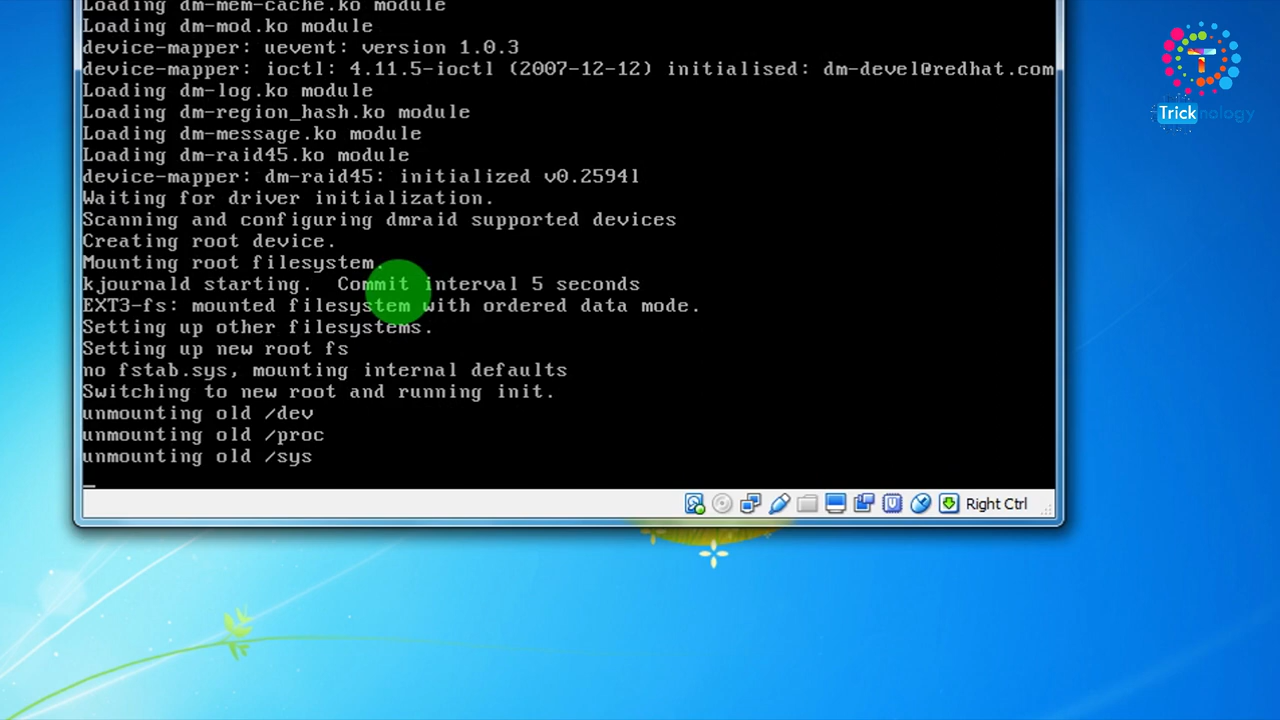 Loading dm-mem-cache.ko module
Loading dm-mod.ko module
device-mapper: uevent: version 1.0.3
device-mapper: ioctl: 4.11.5-ioctl (2007-12-12) initialised: dm-devel@redhat.com
Loading dm-log.ko module
Loading dm-region_hash.ko module
Loading dm-message.ko module
Loading dm-raid45.ko module
device-mapper: dm-raid45: initialized v0.2594l
Waiting for driver initialization.
Scanning and configuring dmraid supported devices
Creating root device.
Mounting root filesystem.
kjournald starting.  Commit interval 5 seconds
EXT3-fs: mounted filesystem with ordered data mode.
Setting up other filesystems.
Setting up new root fs
no fstab.sys, mounting internal defaults
Switching to new root and running init.
unmounting old /dev
unmounting old /proc
unmounting old /sys
Right Ctrl
T
Tricknology